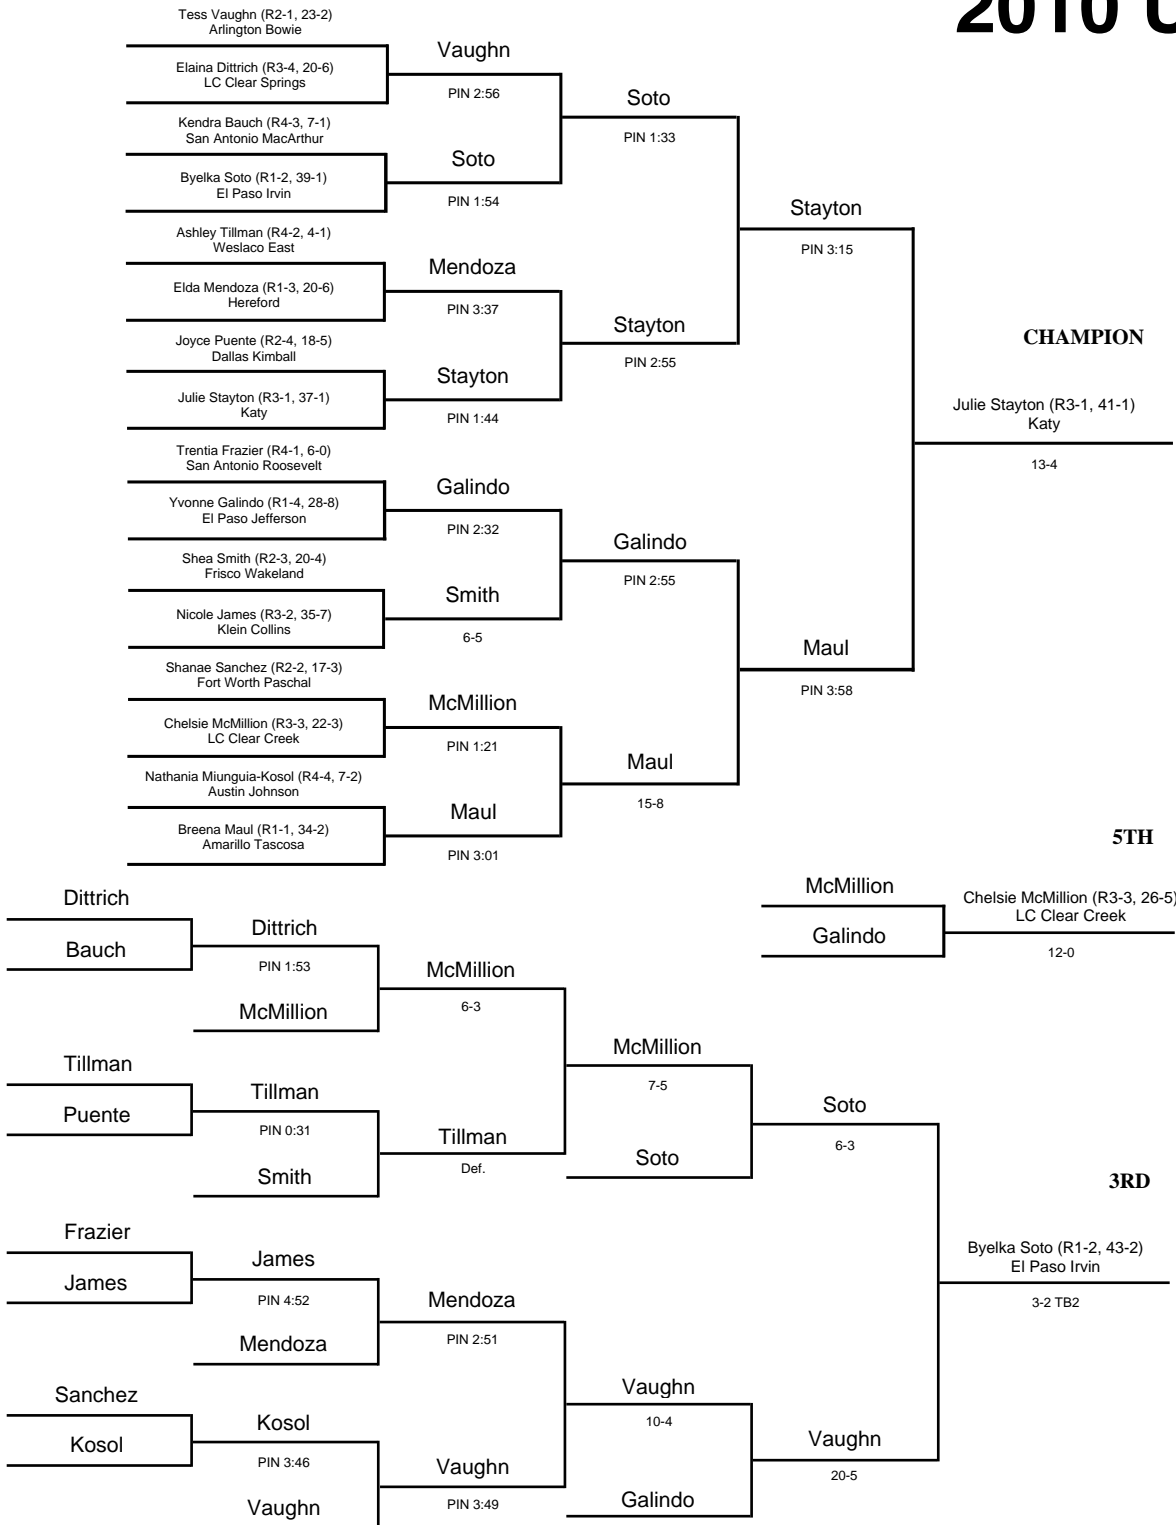 2010 U
Tess Vaughn (R2-1, 23-2)
Arlington Bowie
Elaina Dittrich (R3-4, 20-6)
LC Clear Springs
Kendra Bauch (R4-3, 7-1)
San Antonio MacArthur
Byelka Soto (R1-2, 39-1)
El Paso Irvin
Ashley Tillman (R4-2, 4-1)
Weslaco East
Elda Mendoza (R1-3, 20-6)
Hereford
Joyce Puente (R2-4, 18-5)
Dallas Kimball
Julie Stayton (R3-1, 37-1)
Katy
Trentia Frazier (R4-1, 6-0)
San Antonio Roosevelt
Yvonne Galindo (R1-4, 28-8)
El Paso Jefferson
Shea Smith (R2-3, 20-4)
Frisco Wakeland
Nicole James (R3-2, 35-7)
Klein Collins
Shanae Sanchez (R2-2, 17-3)
Fort Worth Paschal
Chelsie McMillion (R3-3, 22-3)
LC Clear Creek
Nathania Miunguia-Kosol (R4-4, 7-2)
Austin Johnson
Breena Maul (R1-1, 34-2)
Amarillo Tascosa
Vaughn
PIN 2:56
Soto
PIN 1:54
Mendoza
PIN 3:37
Stayton
PIN 1:44
Galindo
PIN 2:32
Smith
6-5
McMillion
PIN 1:21
Maul
PIN 3:01
Soto
PIN 1:33
Stayton
PIN 2:55
Galindo
PIN 2:55
Maul
15-8
Stayton
PIN 3:15
Maul
PIN 3:58
CHAMPION
Julie Stayton (R3-1, 41-1)
Katy
13-4
5TH
McMillion
Galindo
Chelsie McMillion (R3-3, 26-5)
LC Clear Creek
12-0
Dittrich
Bauch
Tillman
Puente
Frazier
James
Sanchez
Kosol
Dittrich
PIN 1:53
McMillion
Tillman
PIN 0:31
Smith
James
PIN 4:52
Mendoza
Kosol
PIN 3:46
Vaughn
McMillion
6-3
Tillman
Def.
Mendoza
PIN 2:51
Vaughn
PIN 3:49
McMillion
7-5
Soto
Vaughn
10-4
Galindo
Soto
6-3
Vaughn
20-5
3RD
Byelka Soto (R1-2, 43-2)
El Paso Irvin
3-2 TB2